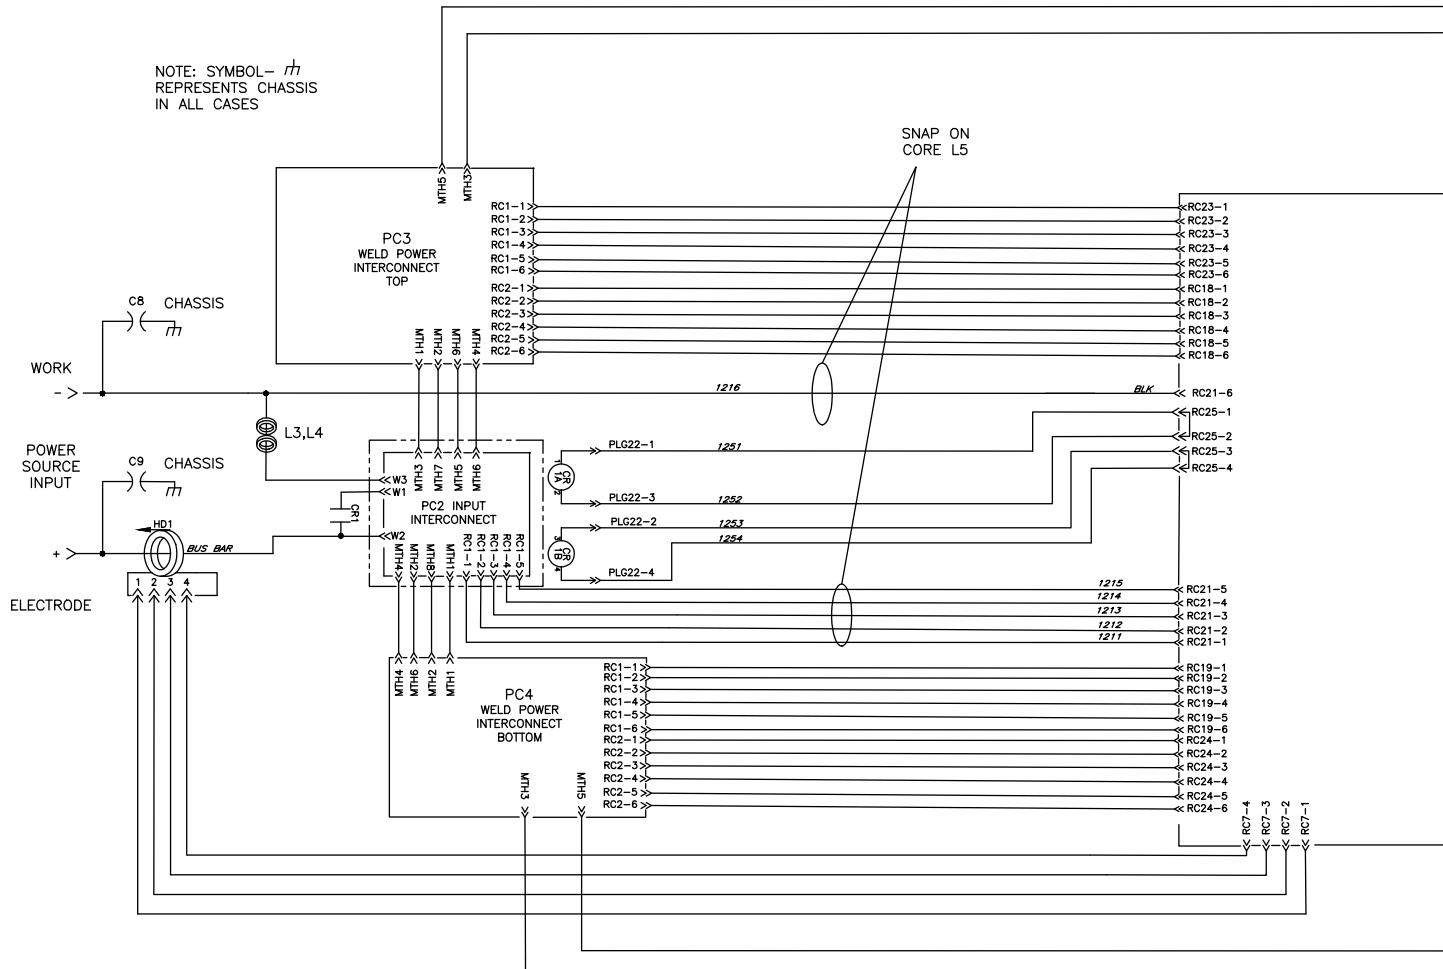 NOTE: SYMBOL-
REPRESENTS CHASSIS
IN ALL CASES
SNAP ON
CORE L5
MTH5
MTH3
PC3
WELD POWER
INTERCONNECT
TOP
RC1-1
RC1-2
RC1-3
RC1-4
RC1-5
RC1-6
RC2-1
RC2-2
RC2-3
RC2-4
RC2-5
RC2-6
MTH1
MTH2
MTH6
MTH4
RC23-1
RC23-2
RC23-3
RC23-4
RC23-5
RC23-6
RC18-1
RC18-2
RC18-3
RC18-4
RC18-5
RC18-6
C8
CHASSIS
WORK
-
1216
BLK
RC21-6
L3,L4
RC25-1
RC25-2
RC25-3
RC25-4
POWER
SOURCE
INPUT
C9
CHASSIS
+
HD1
BUS BAR
1 2 3 4
ELECTRODE
CR1
W3
W1
W2
MTH3
MTH7
MTH5
MTH9
PC2 INPUT
INTERCONNECT
MTH4
MTH2
MTH8
MTH1
RC1-1
RC1-2
RC1-3
RC1-4
RC1-5
1
CR
1A
2
3
CR
1B
4
PLG22-1
1251
PLG22-3
1252
PLG22-2
1253
1254
PLG22-4
1215
1214
1213
1212
1211
RC21-5
RC21-4
RC21-3
RC21-2
RC21-1
MTH4
MTH6
MTH2
MTH1
PC4
WELD POWER
INTERCONNECT
BOTTOM
MTH3
MTH5
RC1-1
RC1-2
RC1-3
RC1-4
RC1-5
RC1-6
RC2-1
RC2-2
RC2-3
RC2-4
RC2-5
RC2-6
RC19-1
RC19-2
RC19-3
RC19-4
RC19-5
RC19-6
RC24-1
RC24-2
RC24-3
RC24-4
RC24-5
RC24-6
RC7-4
RC7-3
RC7-2
RC7-1